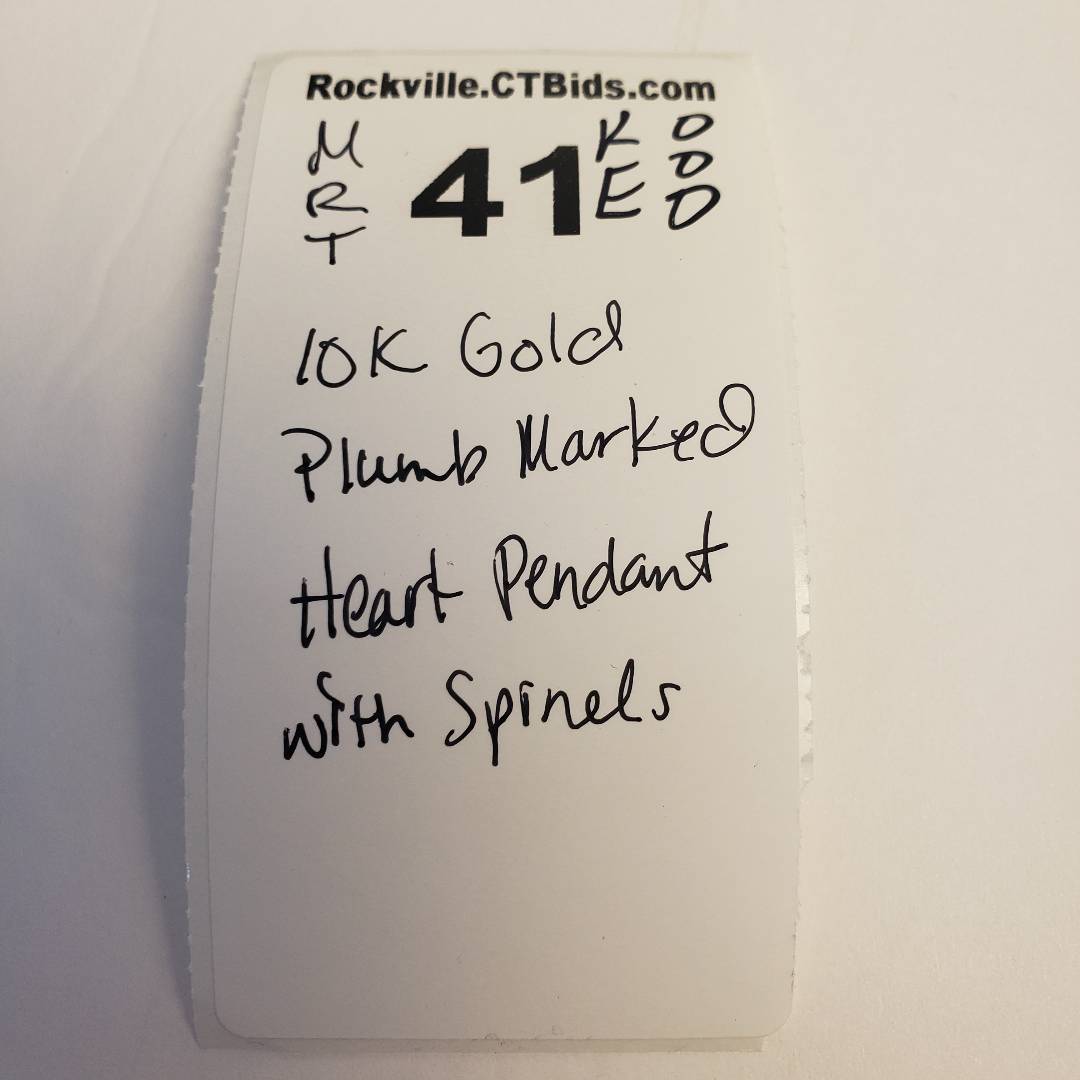 Rockville.CTBids.com
M
R
T
41
K
E
O
O
O
10K Gold
Plumb Marked
Heart Pendant
with Spinels